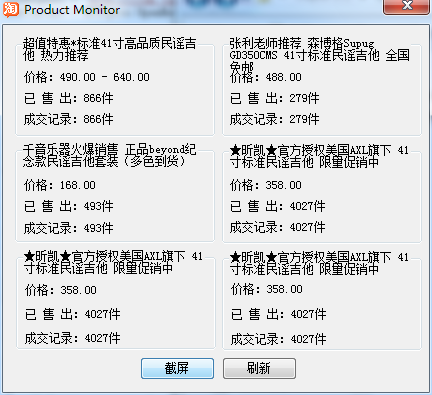 淘 Product Monitor
超值特惠*标准41寸高品质民谣吉
他 热力推荐
价格: 490.00 - 640.00
已 售 出: 866件
成交记录: 866件
张利老师推荐 森博格Supug
GD350CMS 41寸标准民谣吉他 全国
免邮
价格: 488.00
已 售 出: 279件
成交记录: 279件
千音乐器火爆销售 正品beyond纪
念款民谣吉他套装(多色到货)
价格: 168.00
已 售 出: 493件
成交记录: 493件
★昕凯★官方授权美国AXL旗下 41
寸标准民谣吉他 限量促销中
价格: 358.00
已 售 出: 4027件
成交记录: 4027件
★昕凯★官方授权美国AXL旗下 41
寸标准民谣吉他 限量促销中
价格: 358.00
已 售 出: 4027件
成交记录: 4027件
★昕凯★官方授权美国AXL旗下 41
寸标准民谣吉他 限量促销中
价格: 358.00
已 售 出: 4027件
成交记录: 4027件
截屏 刷新